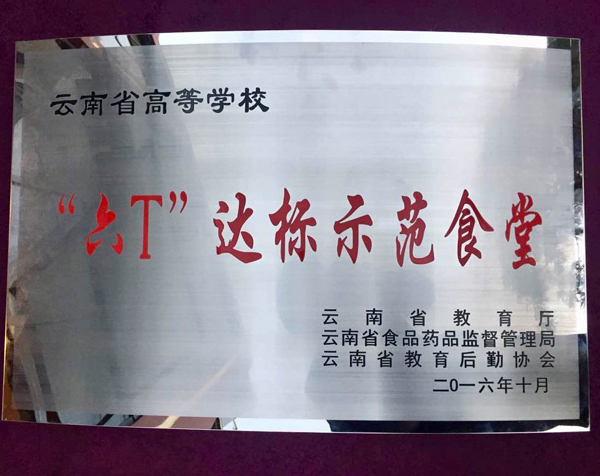 云南省高等学校
“六T”达标示范食堂
云南省教育厅
云南省食品药品监督管理局
云南省教育后勤协会
二0一六年十月